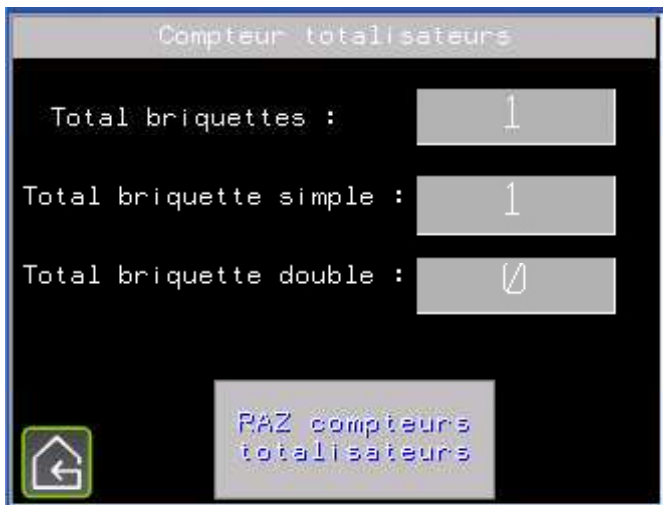 Compteur totalisateurs
Total briquettes : 1
Total briquette simple : 1
Total briquette double : 0
RAZ compteurs
totalisateurs